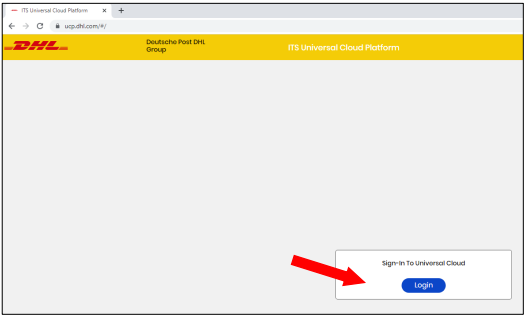 ITS Universal Cloud Platform
ucp.dhl.com/#/
DHL
Deutsche Post DHL
Group
ITS Universal Cloud Platform
Sign-In To Universal Cloud
Login